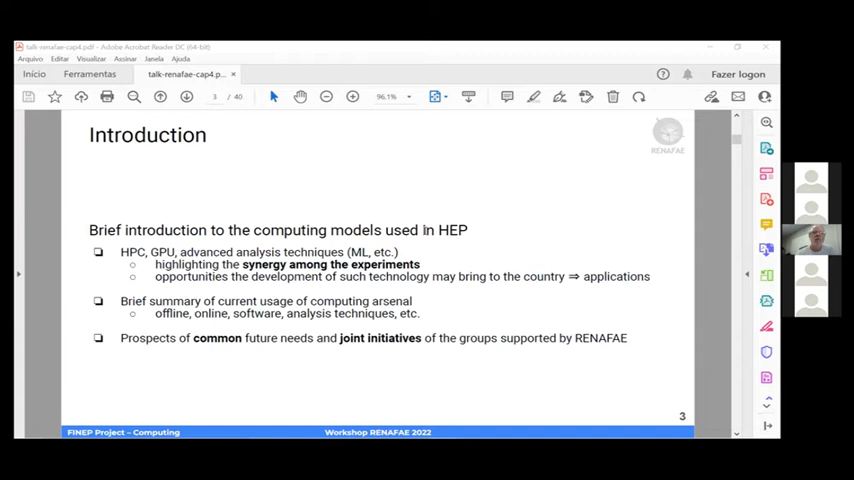 talk-renafae-cap4.pdf - Adobe Acrobat Reader DC (64-bit)
Arquivo Editar Visualizar Assinar Janela Ajuda
Início Ferramentas talk-renafae-cap4.p... × Fazer logon
3 / 40 96,1%
Introduction
RENAFAE
Brief introduction to the computing models used in HEP
HPC, GPU, advanced analysis techniques (ML, etc.)
highlighting the synergy among the experiments
opportunities the development of such technology may bring to the country ⇒ applications
Brief summary of current usage of computing arsenal
offline, online, software, analysis techniques, etc.
Prospects of common future needs and joint initiatives of the groups supported by RENAFAE
3
FINEP Project – Computing Workshop RENAFAE 2022